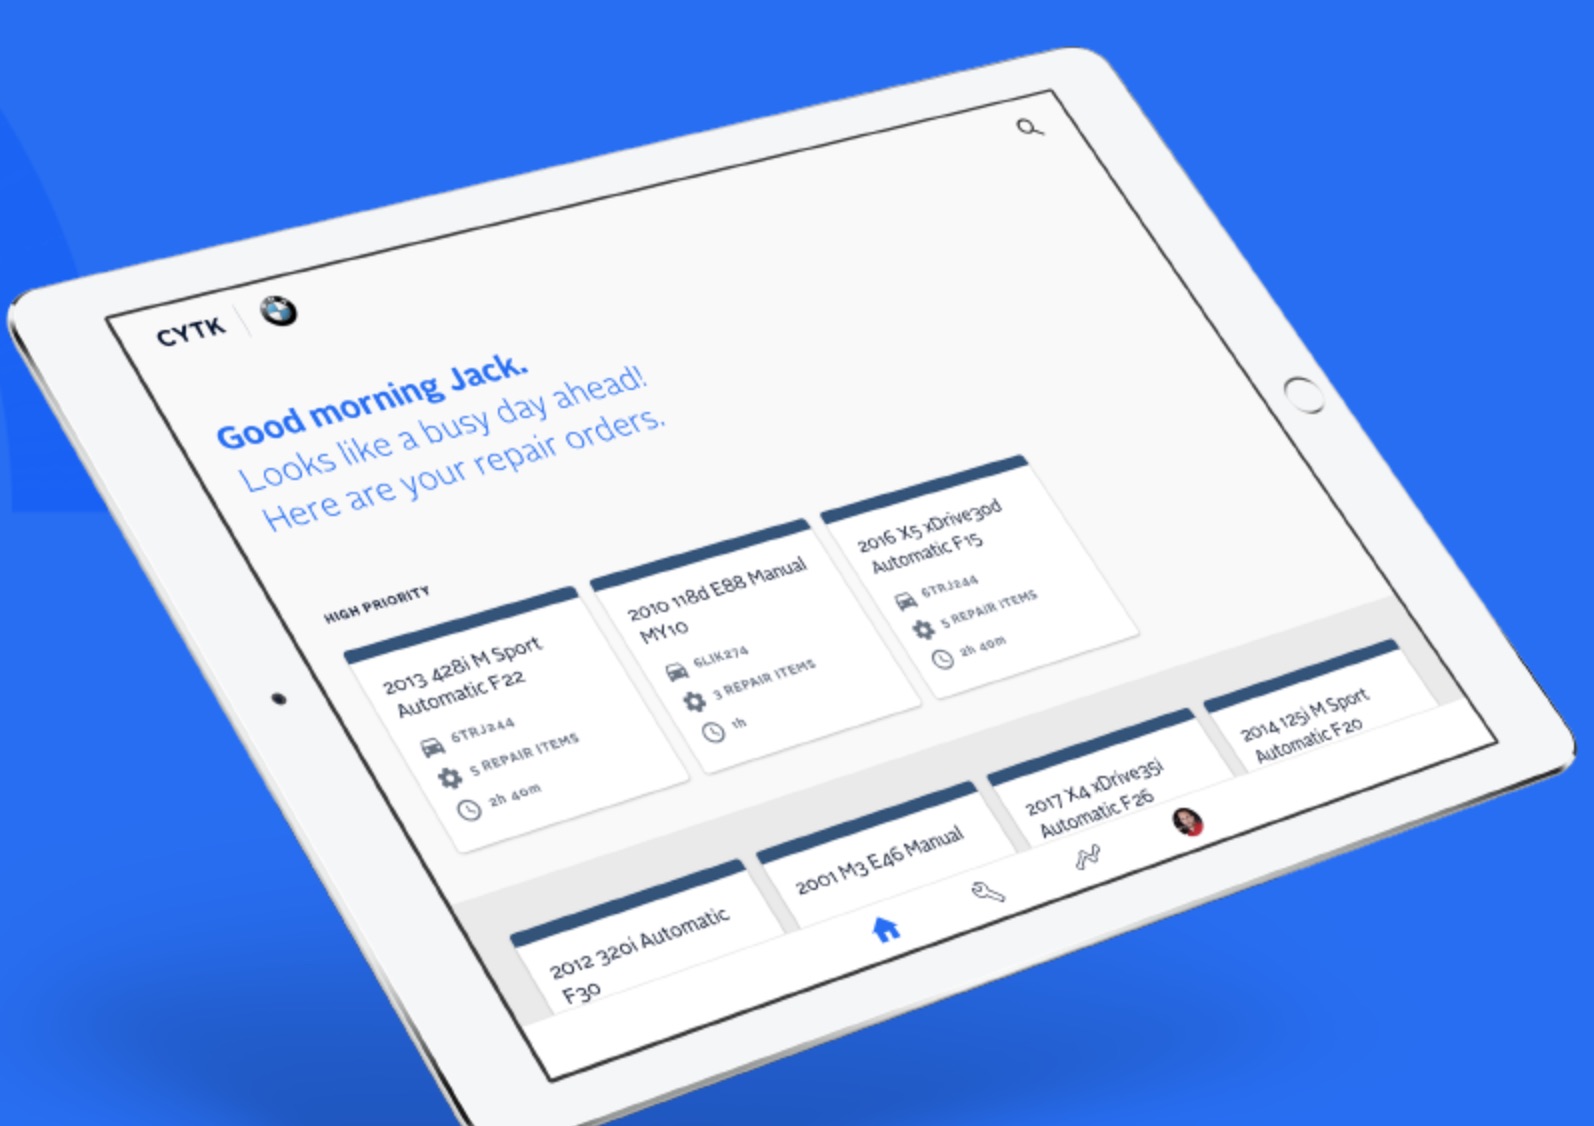 CYTK
Good morning Jack.
Looks like a busy day ahead!
Here are your repair orders.
HIGH PRIORITY
2013 428i M Sport
Automatic F22
6TRJ244
5 REPAIR ITEMS
2h 40m
2010 118d E88 Manual
MY10
6LIK274
3 REPAIR ITEMS
1h
2016 X5 xDrive30d
Automatic F15
6TRJ244
5 REPAIR ITEMS
2h 40m
2012 320i Automatic
F30
2001 M3 E46 Manual
2017 X4 xDrive35i
Automatic F26
2014 125i M Sport
Automatic F20